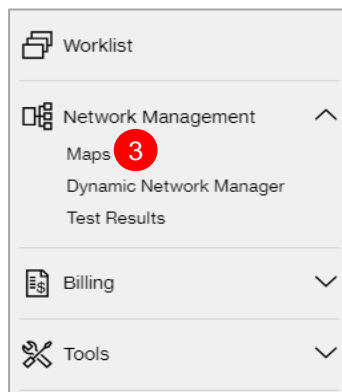 Worklist
Network Management
Maps 3
Dynamic Network Manager
Test Results
Billing
Tools